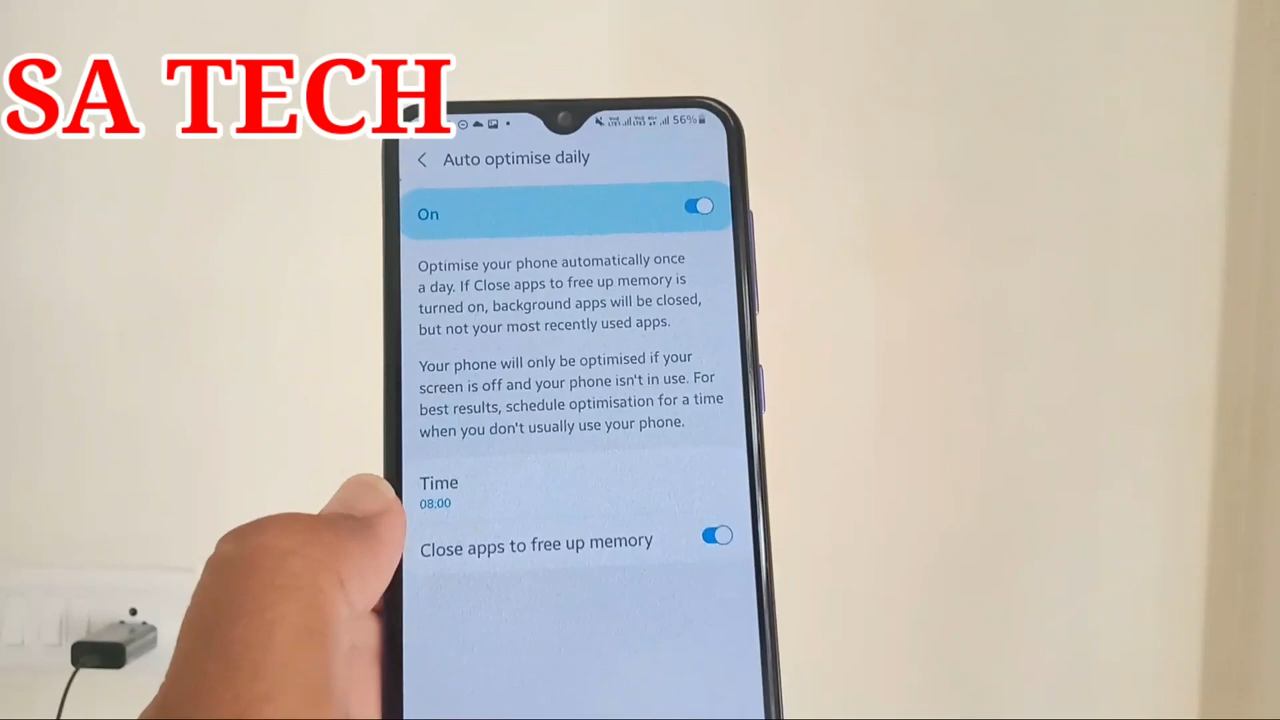 SA TECH
56%
Auto optimise daily
On
Optimise your phone automatically once
a day. If Close apps to free up memory is
turned on, background apps will be closed,
but not your most recently used apps.
Your phone will only be optimised if your
screen is off and your phone isn't in use. For
best results, schedule optimisation for a time
when you don't usually use your phone.
Time
08:00
Close apps to free up memory